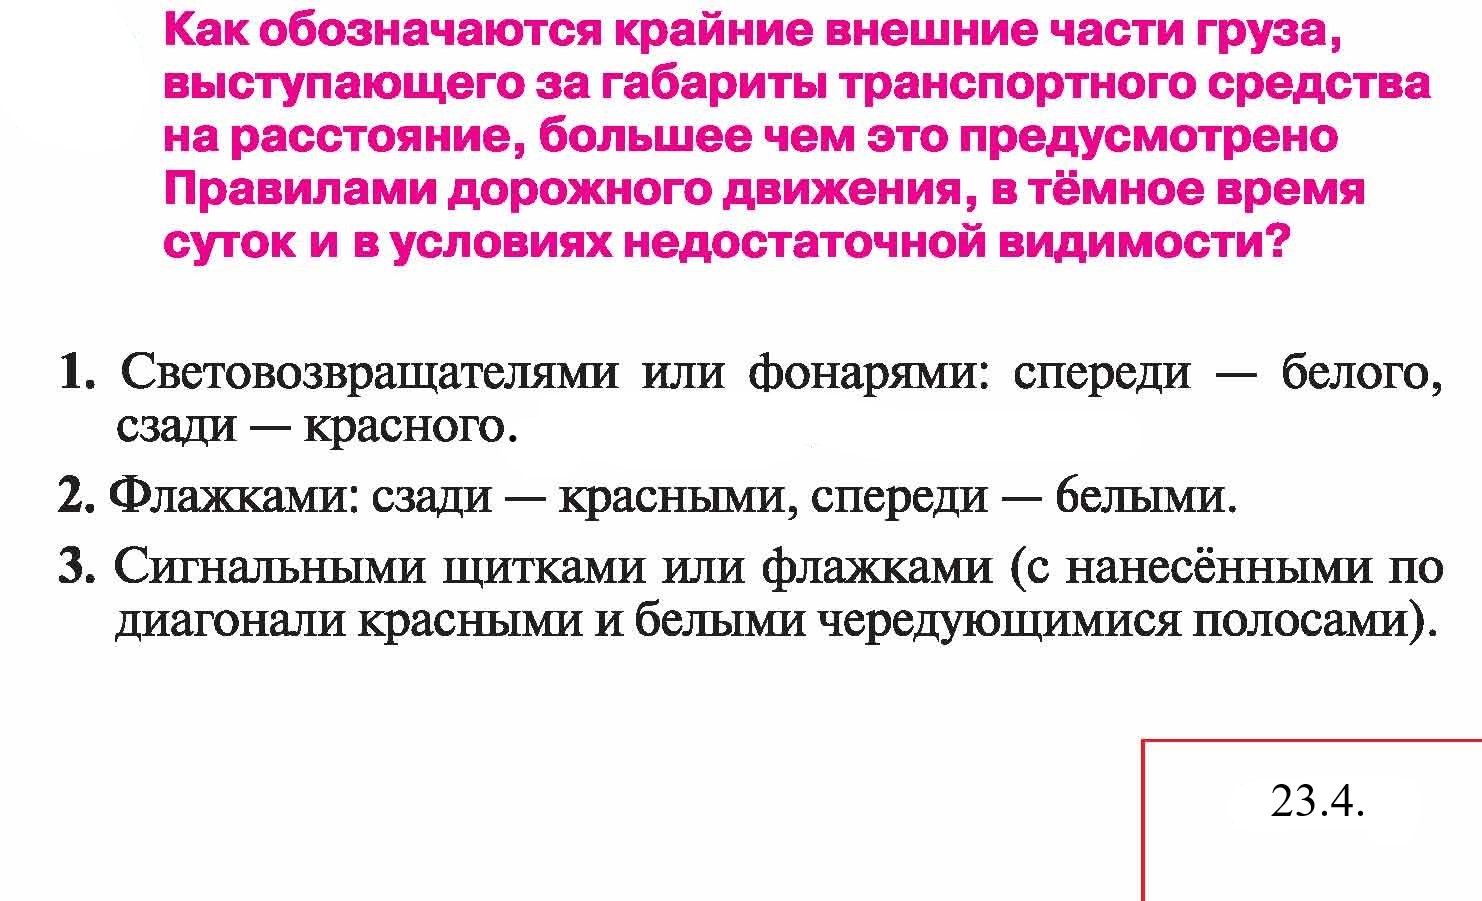 Как обозначаются крайние внешние части груза,
выступающего за габариты транспортного средства
на расстояние, большее чем это предусмотрено
Правилами дорожного движения, в тёмное время
суток и в условиях недостаточной видимости?
1. Световозвращателями или фонарями: спереди — белого,
сзади — красного.
2. Флажками: сзади — красными, спереди — белыми.
3. Сигнальными щитками или флажками (с нанесёнными по
диагонали красными и белыми чередующимися полосами).
23.4.